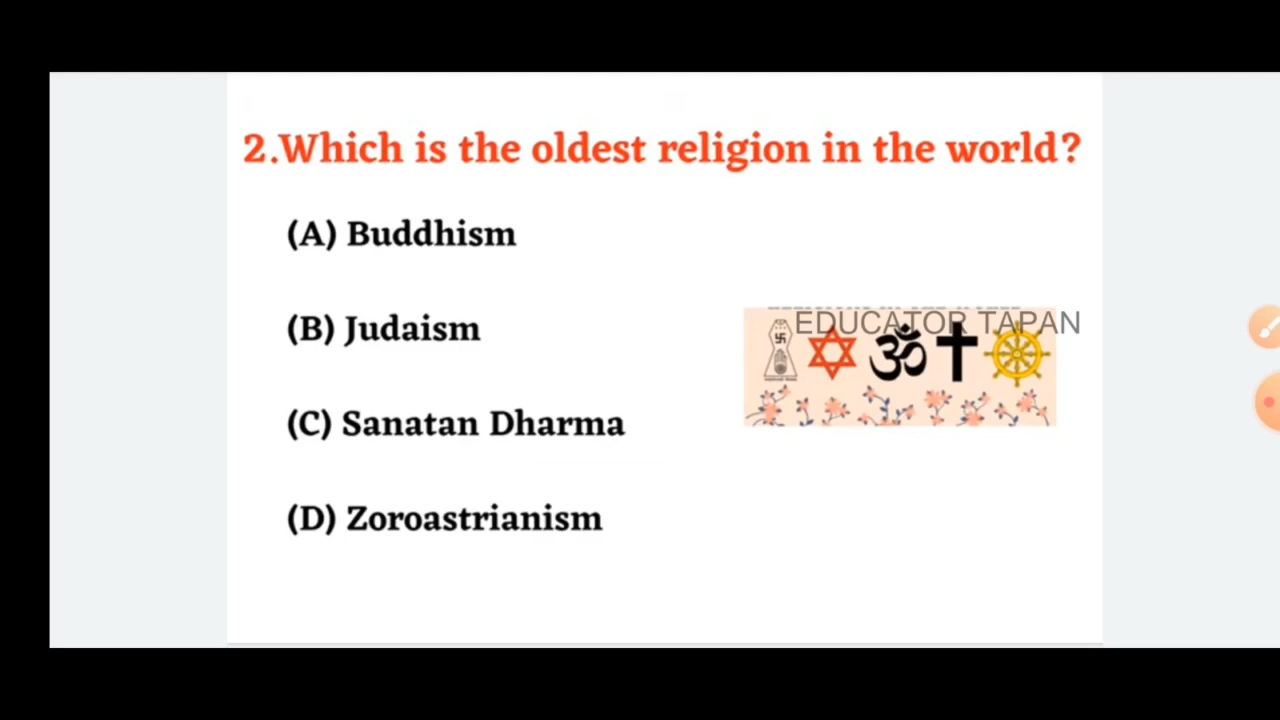 2.Which is the oldest religion in the world?
(A) Buddhism
(B) Judaism
EDUCATOR TAPAN
ॐ
(C) Sanatan Dharma
(D) Zoroastrianism